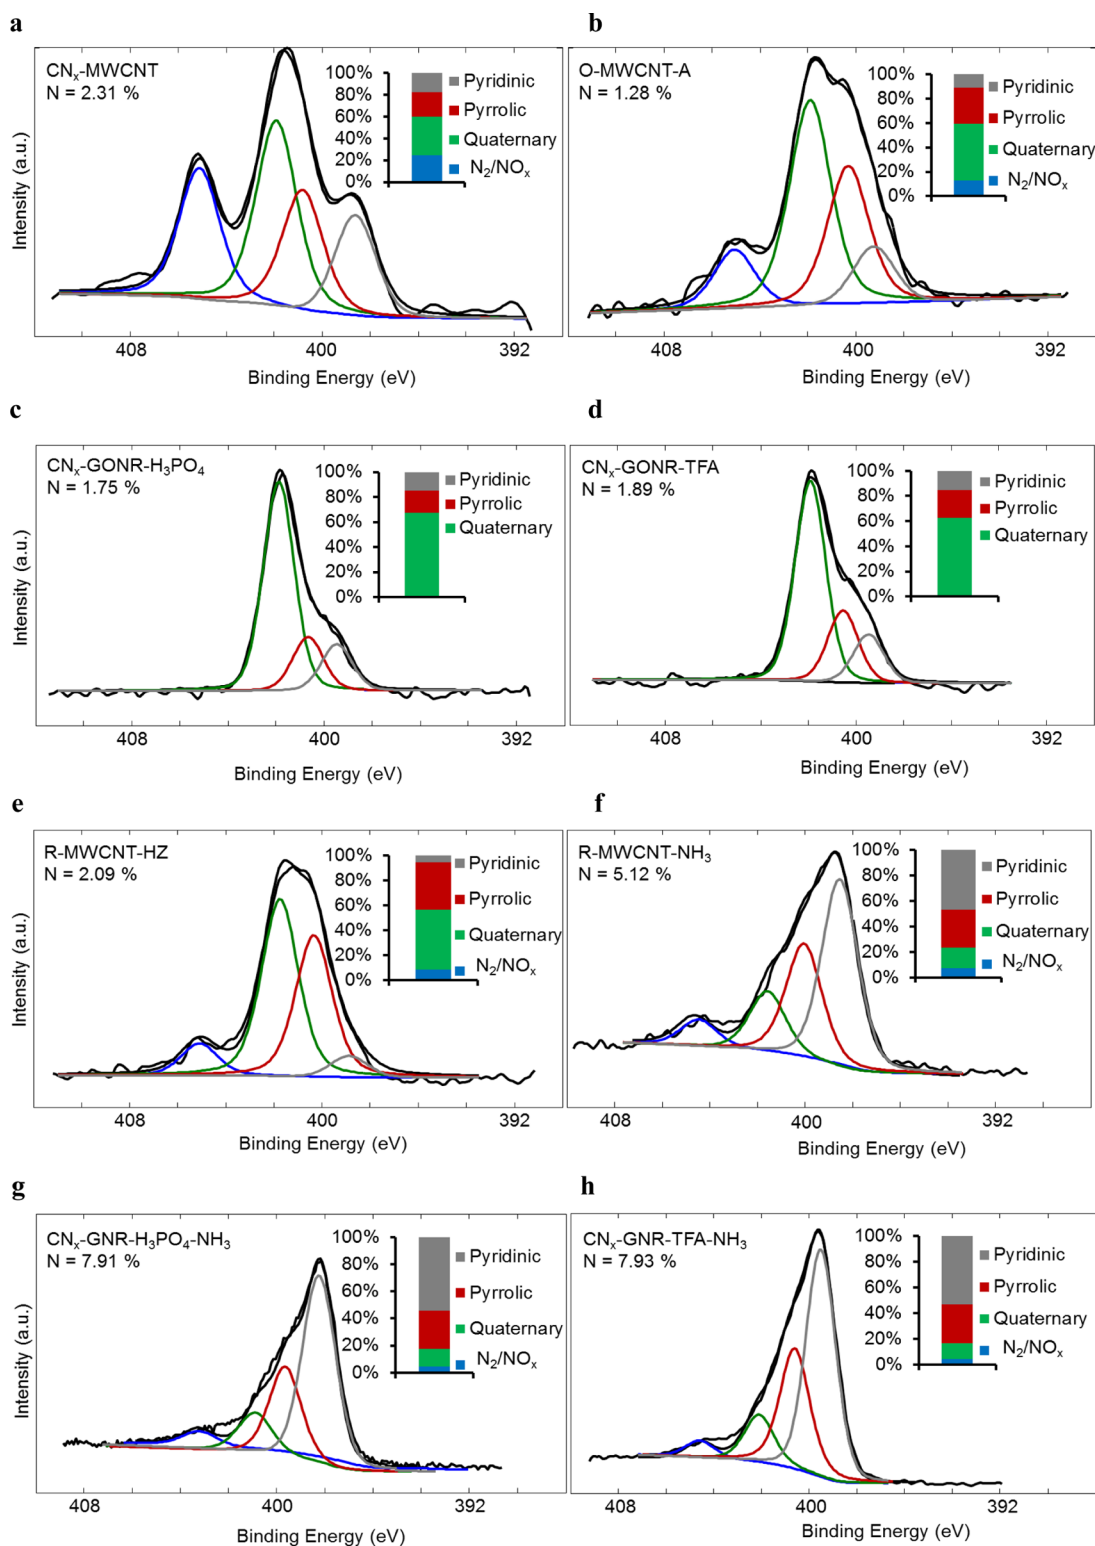 a
CNₓ-MWCNT
N = 2.31 %
100%
80%
60%
40%
20%
0%
Pyridinic
Pyrrolic
Quaternary
N₂/NOₓ
Intensity (a.u.)
408
400
392
Binding Energy (eV)
b
O-MWCNT-A
N = 1.28 %
100%
80%
60%
40%
20%
0%
Pyridinic
Pyrrolic
Quaternary
N₂/NOₓ
408
400
392
Binding Energy (eV)
c
CNₓ-GONR-H₃PO₄
N = 1.75 %
100%
80%
60%
40%
20%
0%
Pyridinic
Pyrrolic
Quaternary
Intensity (a.u.)
408
400
392
Binding Energy (eV)
d
CNₓ-GONR-TFA
N = 1.89 %
100%
80%
60%
40%
20%
0%
Pyridinic
Pyrrolic
Quaternary
408
400
392
Binding Energy (eV)
e
R-MWCNT-HZ
N = 2.09 %
100%
80%
60%
40%
20%
0%
Pyridinic
Pyrrolic
Quaternary
N₂/NOₓ
Intensity (a.u.)
408
400
392
Binding Energy (eV)
f
R-MWCNT-NH₃
N = 5.12 %
100%
80%
60%
40%
20%
0%
Pyridinic
Pyrrolic
Quaternary
N₂/NOₓ
408
400
392
Binding Energy (eV)
g
CNₓ-GNR-H₃PO₄-NH₃
N = 7.91 %
100%
80%
60%
40%
20%
0%
Pyridinic
Pyrrolic
Quaternary
N₂/NOₓ
Intensity (a.u.)
408
400
392
Binding Energy (eV)
h
CNₓ-GNR-TFA-NH₃
N = 7.93 %
100%
80%
60%
40%
20%
0%
Pyridinic
Pyrrolic
Quaternary
N₂/NOₓ
408
400
392
Binding Energy (eV)